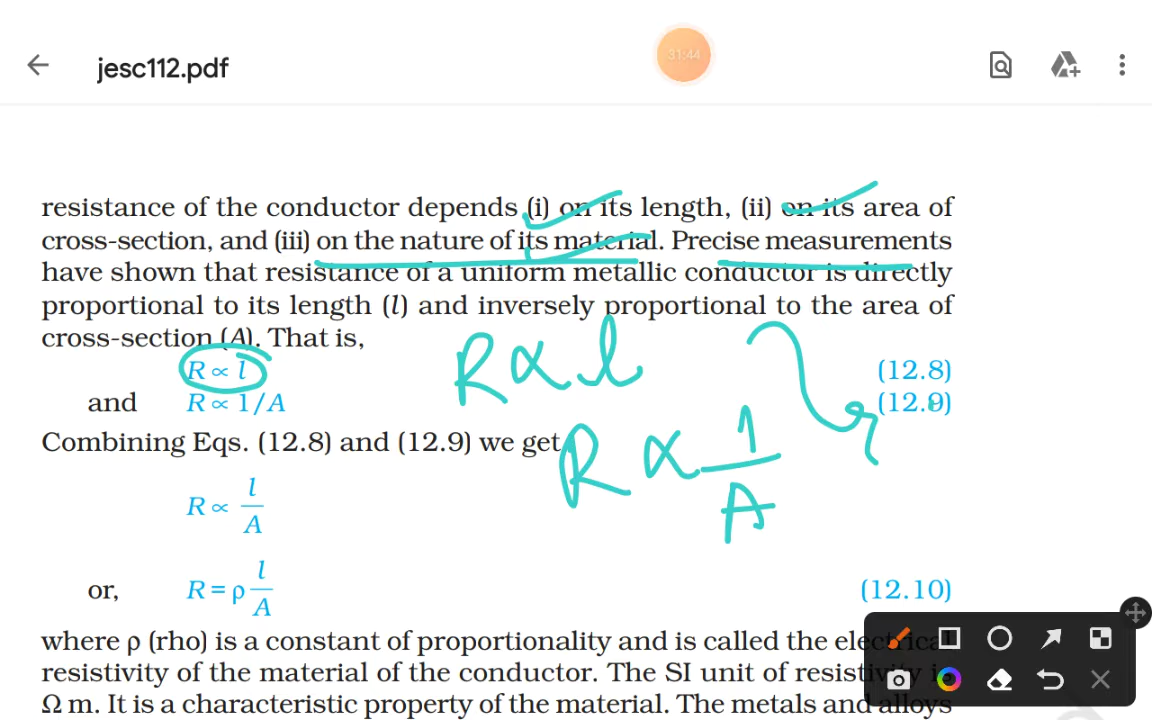 31:44
jesc112.pdf
resistance of the conductor depends (i) on its length, (ii) on its area of
cross-section, and (iii) on the nature of its material. Precise measurements
have shown that resistance of a uniform metallic conductor is directly
proportional to its length (l) and inversely proportional to the area of
cross-section (A). That is,
R ∝ l (12.8)
R ∝ l
and R ∝ 1/A (12.9)
Combining Eqs. (12.8) and (12.9) we get
R ∝ 1/A
R ∝ l/A
or, R = ρ l/A (12.10)
where ρ (rho) is a constant of proportionality and is called the electrical
resistivity of the material of the conductor. The SI unit of resistivity is
Ω m. It is a characteristic property of the material. The metals and alloys